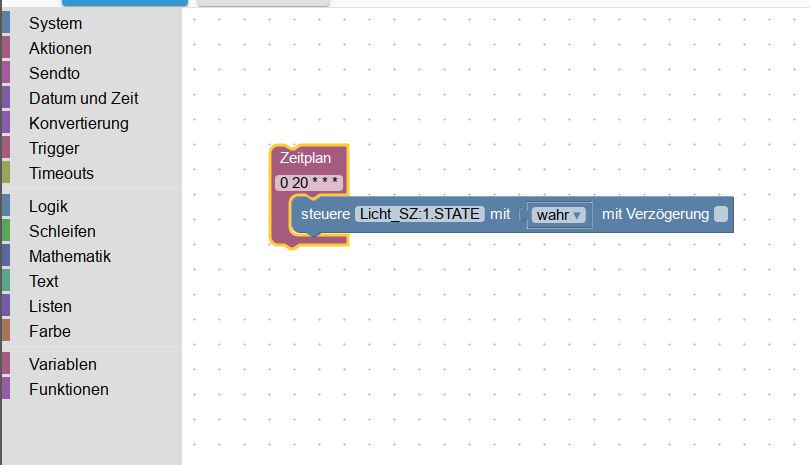 System
Aktionen
Sendto
Datum und Zeit
Konvertierung
Trigger
Timeouts
Logik
Schleifen
Mathematik
Text
Listen
Farbe
Variablen
Funktionen
Zeitplan
0 20 * * *
steuere Licht_SZ:1.STATE mit wahr ▾ mit Verzögerung